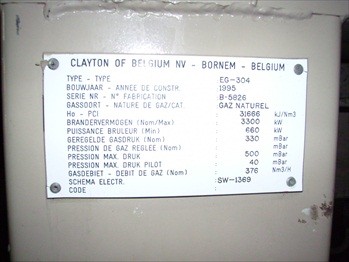 CLAYTON OF BELGIUM NV - BORNEM - BELGIUM
TYPE - TYPE : EG-304
BOUWJAAR - ANNEE DE CONSTR. : 1995
SERIE NR - N° FABRICATION : B-5826
GASSOORT - NATURE DE GAZ/CAT. : GAZ NATUREL
Ho - PCI : 31666 kJ/Nm3
BRANDERVERMOGEN (Nom/Max) : 3300 kW
PUISSANCE BRULEUR (Min) : 660 kW
GEREGELDE GASDRUK (Nom) : 330 mBar
PRESSION DE GAZ REGLEE (Nom)
PRESSION MAX. DRUK : 500 mBar
PRESSION MAX. DRUK PILOT : 40 mBar
GASDEBIET - DEBIT DE GAZ (Nom) : 376 Nm3/H
SCHEMA ELECTR. : SW-1369
CODE :